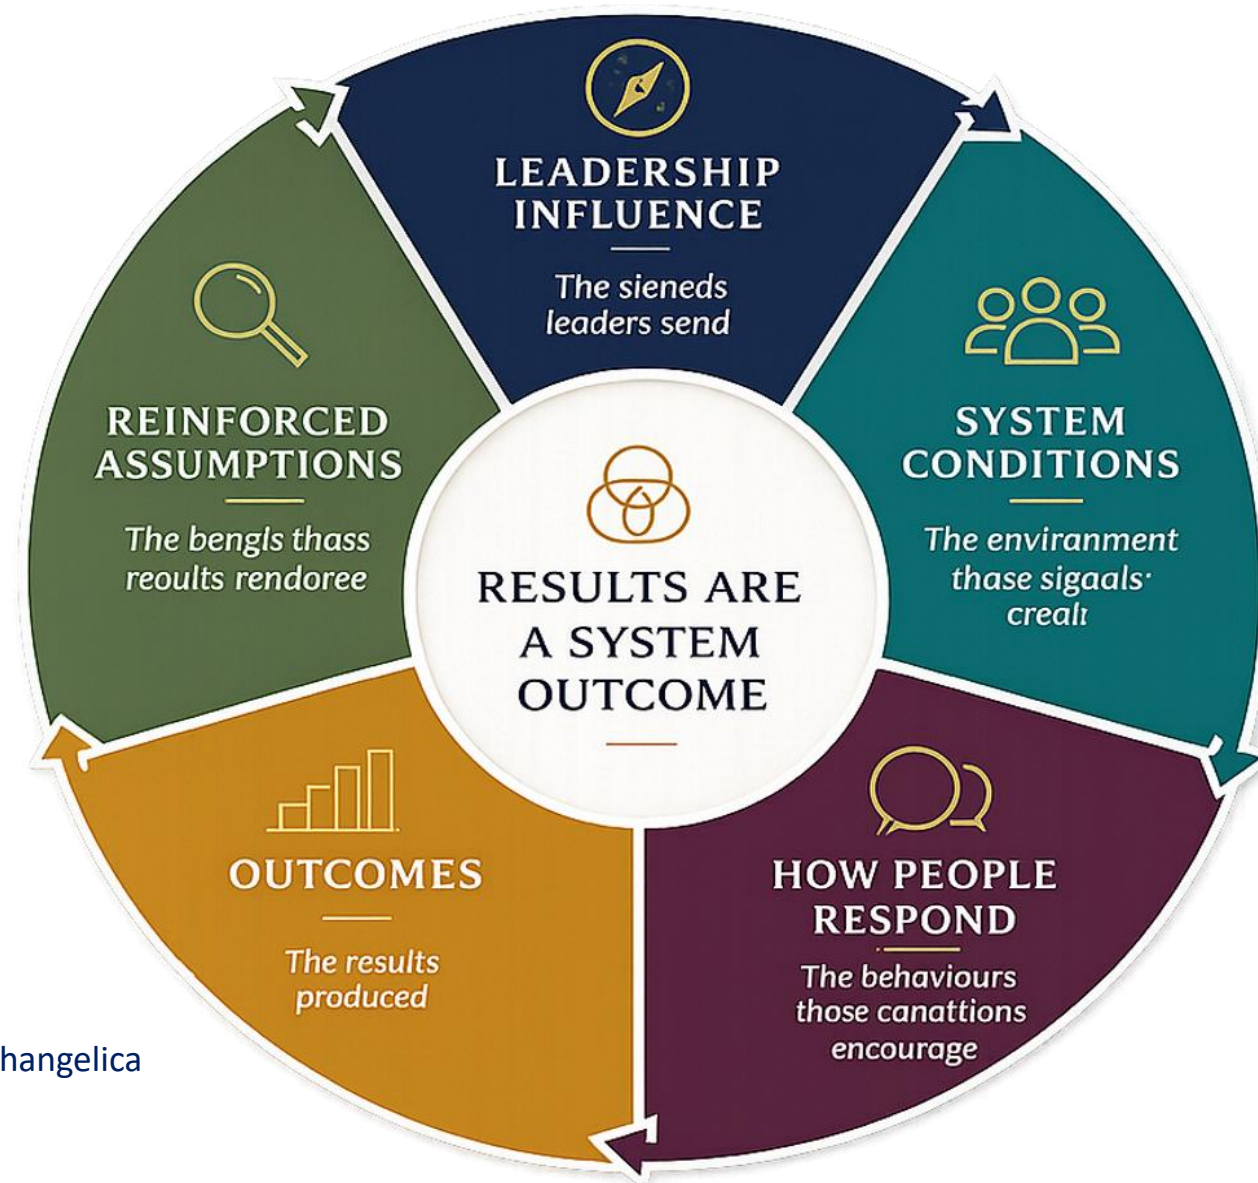 LEADERSHIP
INFLUENCE
The sieneds
leaders send
SYSTEM
CONDITIONS
The enviranment
thase sigaals·
crealı
HOW PEOPLE
RESPOND
The behaviours
those canattions
encourage
OUTCOMES
The results
produced
REINFORCED
ASSUMPTIONS
The bengls thass
reoults rendoree
RESULTS ARE
A SYSTEM
OUTCOME
hangelica